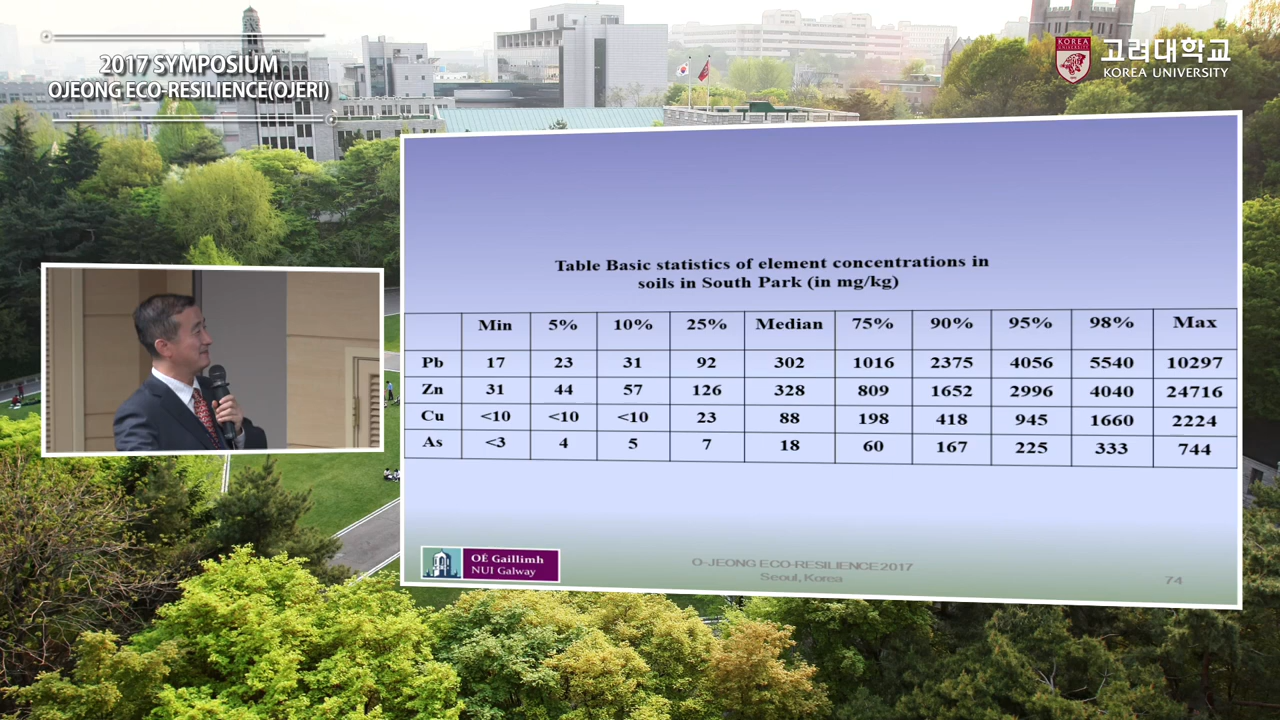 2017 SYMPOSIUM
OJEONG ECO-RESILIENCE(OJERI)
KOREA
고려대학교
KOREA UNIVERSITY
Table Basic statistics of element concentrations in
soils in South Park (in mg/kg)
Min 5% 10% 25% Median 75% 90% 95% 98% Max
Pb 17 23 31 92 302 1016 2375 4056 5540 10297
Zn 31 44 57 126 328 809 1652 2996 4040 24716
Cu <10 <10 <10 23 88 198 418 945 1660 2224
As <3 4 5 7 18 60 167 225 333 744
OÉ Gaillimh
NUI Galway
O-JEONG ECO-RESILIENCE 2017
Seoul, Korea
74